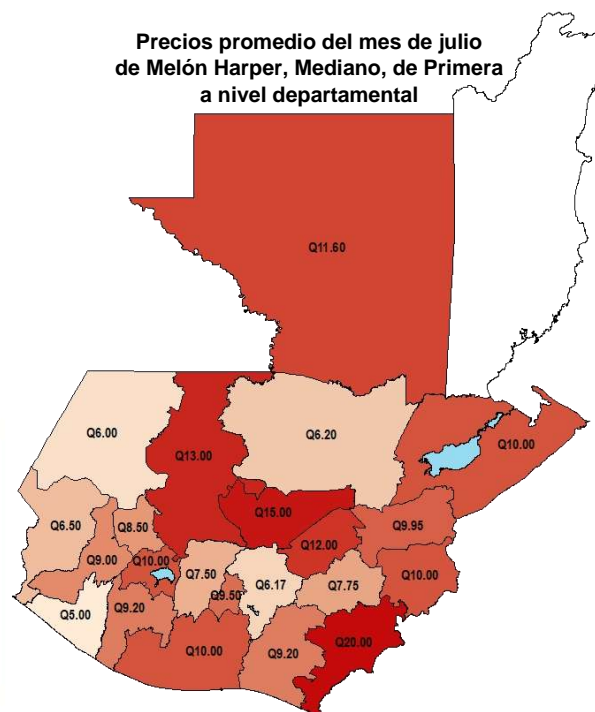 Precios promedio del mes de julio
de Melón Harper, Mediano, de Primera
a nivel departamental
Q11.60
Q6.00
Q13.00
Q6.20
Q10.00
Q6.50
Q8.50
Q15.00
Q9.95
Q9.00
Q10.00
Q12.00
Q7.50
Q9.50
Q6.17
Q7.75
Q10.00
Q5.00
Q9.20
Q10.00
Q9.20
Q20.00